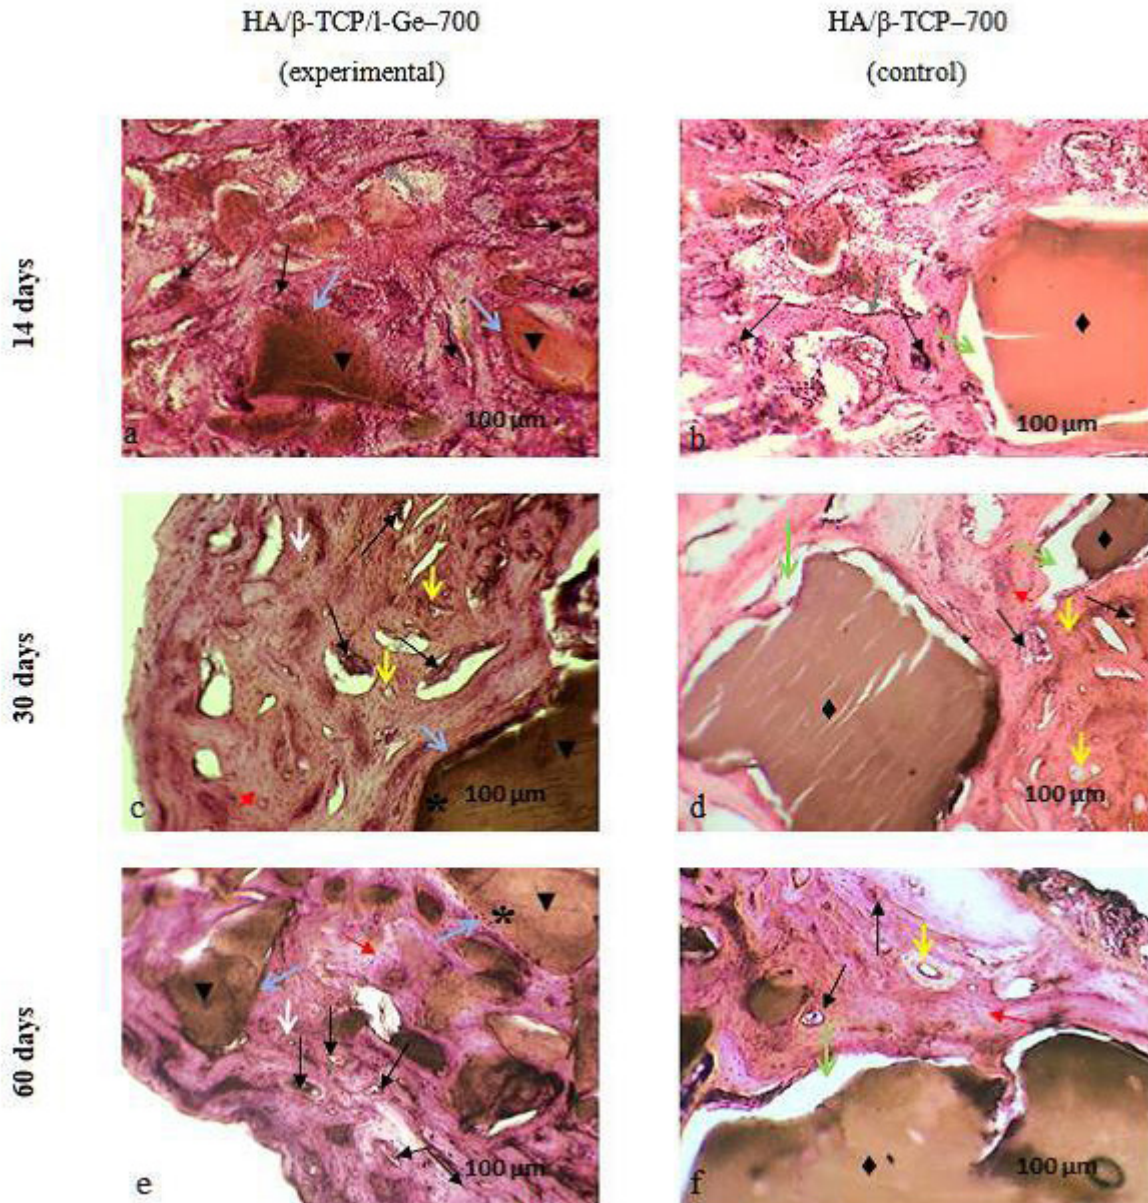 HA/β-TCP/l-Ge–700
(experimental)
HA/β-TCP–700
(control)
14 days
a
100 μm
b
100 μm
30 days
c
100 μm
*
d
100 μm
60 days
*
e
100 μm
f
100 μm